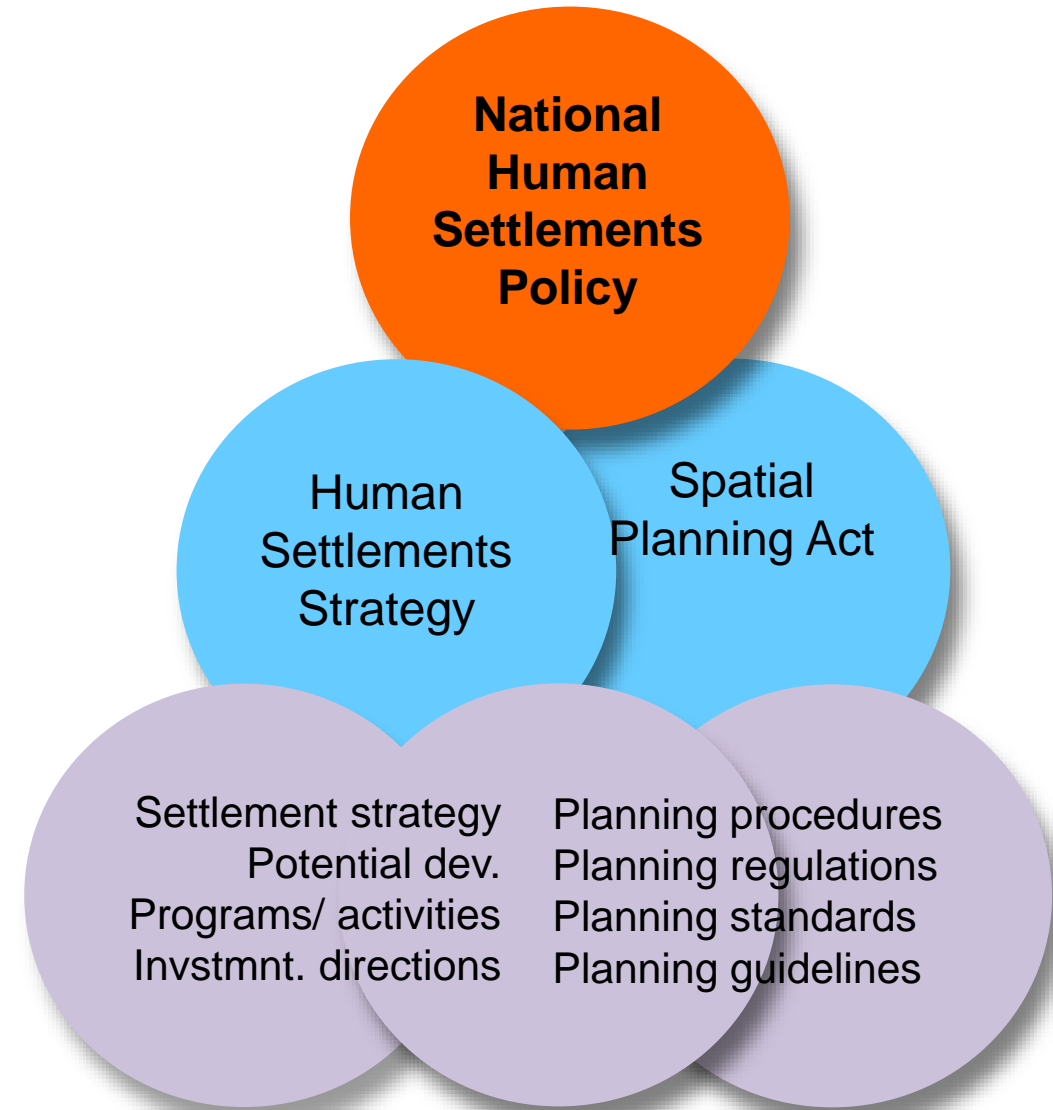 National
Human
Settlements
Policy
Human
Settlements
Strategy
Spatial
Planning Act
Settlement strategy
Potential dev.
Programs/ activities
Invstmnt. directions
Planning procedures
Planning regulations
Planning standards
Planning guidelines